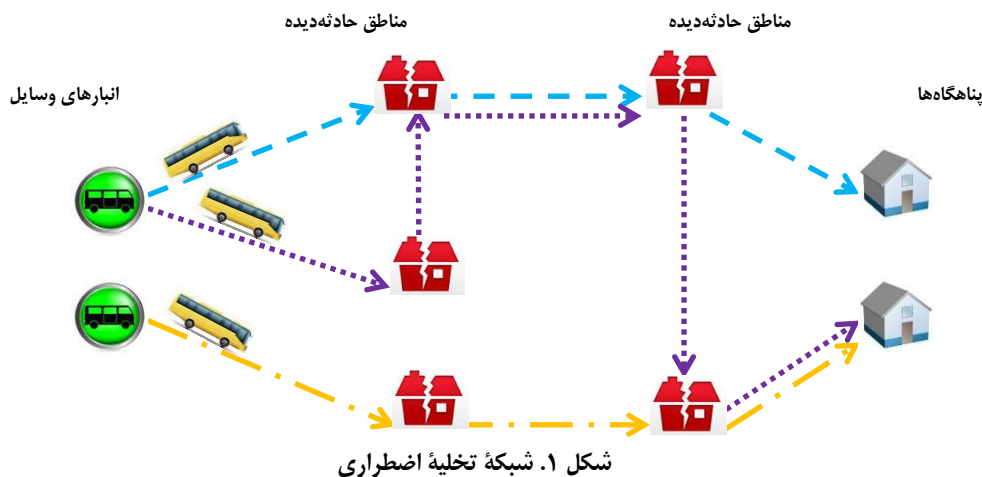 مناطق حادثه‌دیده
مناطق حادثه‌دیده
انبارهای وسایل
پناهگاه‌ها
شکل ۱. شبکهٔ تخلیهٔ اضطراری